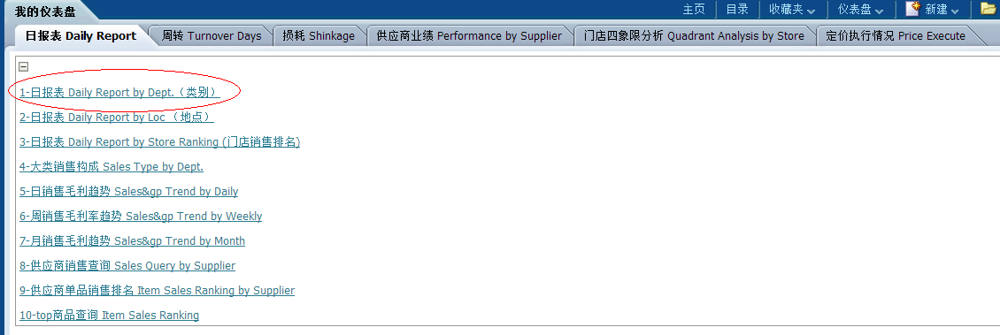 我的仪表盘 主页 目录 收藏夹 仪表盘 新建
日报表 Daily Report 周转 Turnover Days 损耗 Shinkage 供应商业绩 Performance by Supplier 门店四象限分析 Quadrant Analysis by Store 定价执行情况 Price Execute
1-日报表 Daily Report by Dept.（类别）
2-日报表 Daily Report by Loc （地点）
3-日报表 Daily Report by Store Ranking (门店销售排名)
4-大类销售构成 Sales Type by Dept.
5-日销售毛利趋势 Sales&gp Trend by Daily
6-周销售毛利率趋势 Sales&gp Trend by Weekly
7-月销售毛利趋势 Sales&gp Trend by Month
8-供应商销售查询 Sales Query by Supplier
9-供应商单品销售排名 Item Sales Ranking by Supplier
10-top商品查询 Item Sales Ranking